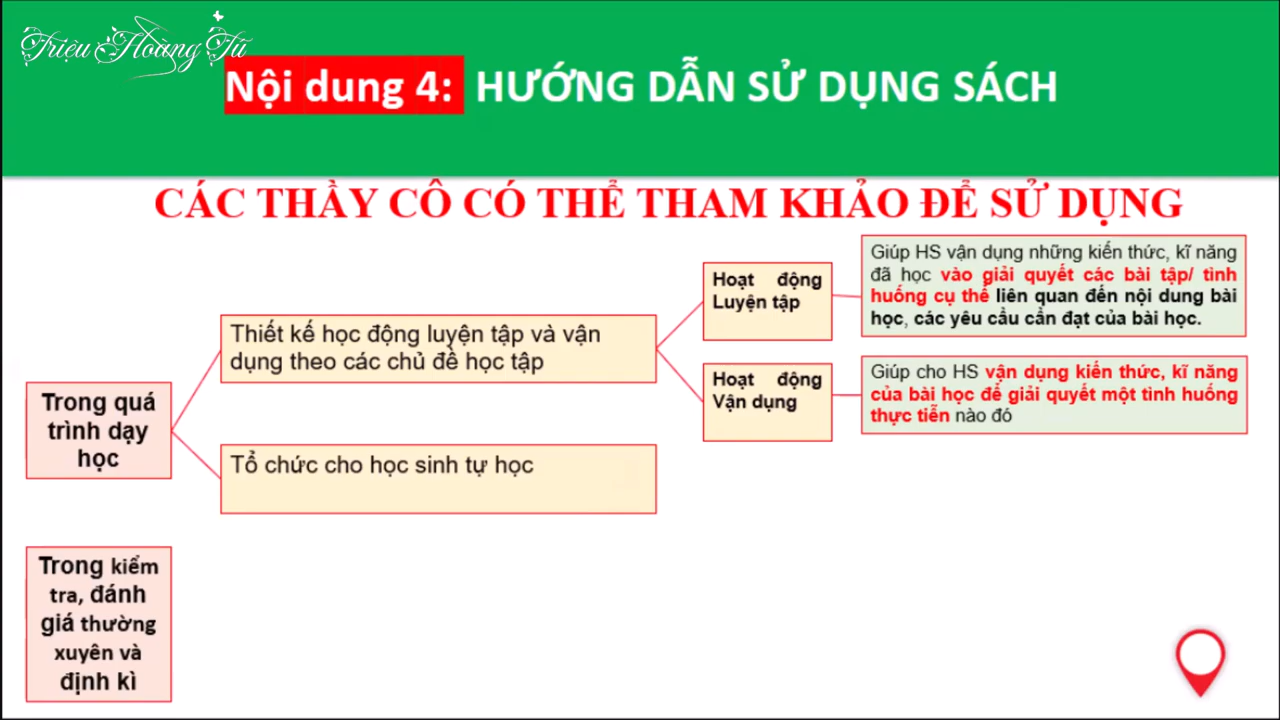 Triệu Hoàng Tú
Nội dung 4: HƯỚNG DẪN SỬ DỤNG SÁCH
CÁC THẦY CÔ CÓ THỂ THAM KHẢO ĐỂ SỬ DỤNG
Trong quá
trình dạy
học
Thiết kế học động luyện tập và vận
dụng theo các chủ đề học tập
Hoạt động
Luyện tập
Giúp HS vận dụng những kiến thức, kĩ năng
đã học vào giải quyết các bài tập/ tình
huống cụ thể liên quan đến nội dung bài
học, các yêu cầu cần đạt của bài học.
Hoạt động
Vận dụng
Giúp cho HS vận dụng kiến thức, kĩ năng
của bài học để giải quyết một tình huống
thực tiễn nào đó
Tổ chức cho học sinh tự học
Trong kiểm
tra, đánh
giá thường
xuyên và
định kì